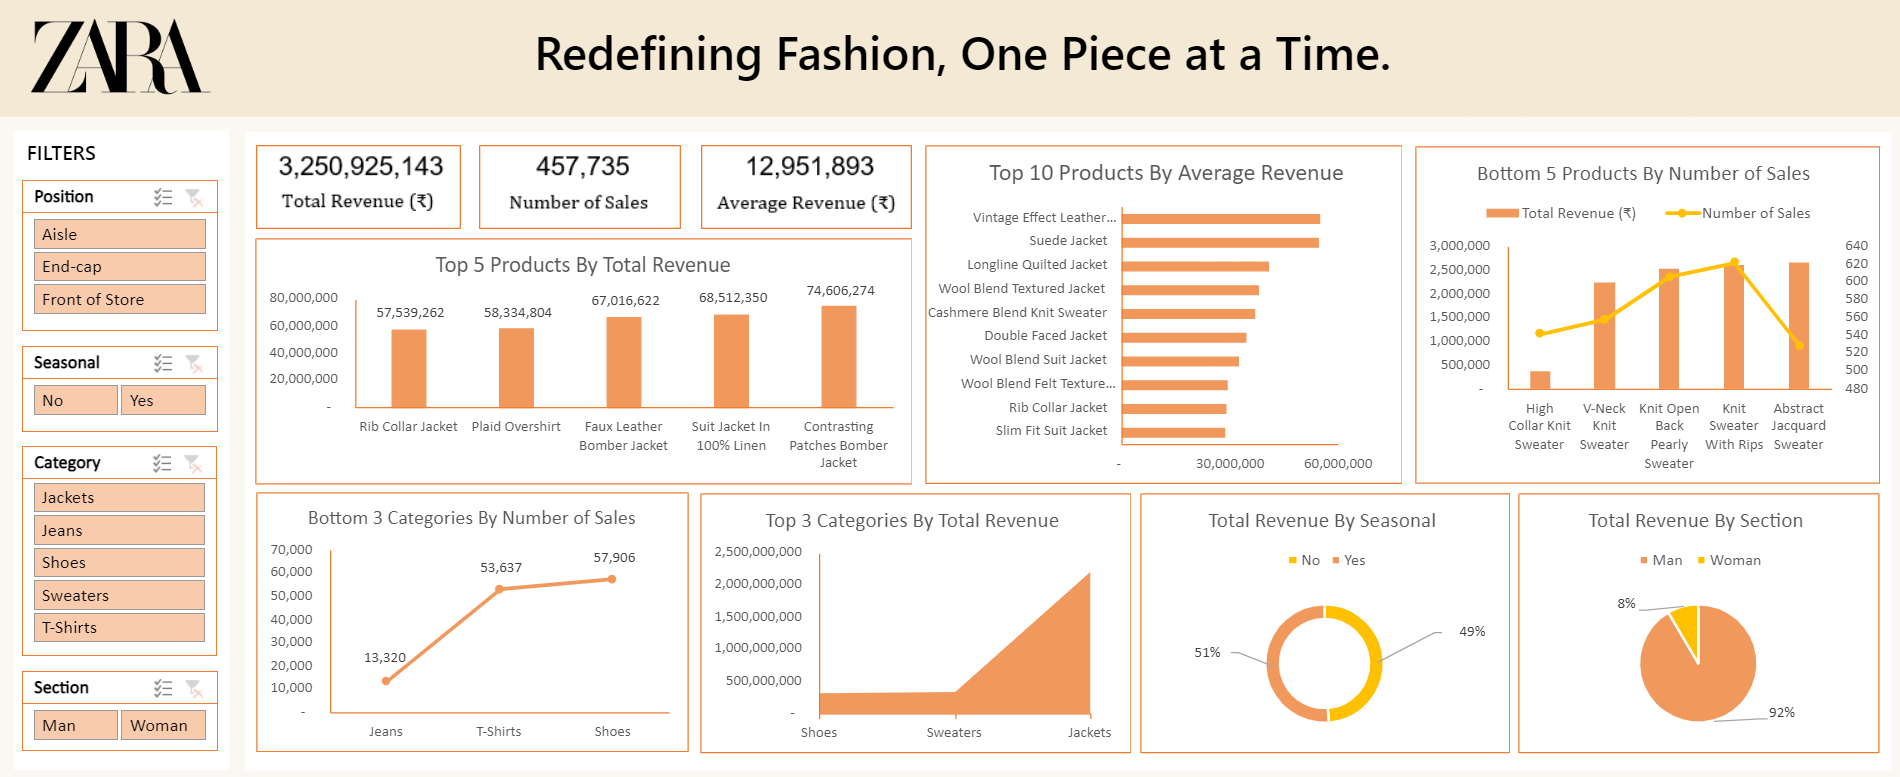 ZARA
Redefining Fashion, One Piece at a Time.
FILTERS
Position
Aisle
End-cap
Front of Store
Seasonal
No
Yes
Category
Jackets
Jeans
Shoes
Sweaters
T-Shirts
Section
Man
Woman
3,250,925,143
Total Revenue (₹)
457,735
Number of Sales
12,951,893
Average Revenue (₹)
Top 5 Products By Total Revenue
80,000,000
60,000,000
40,000,000
20,000,000
-
57,539,262
58,334,804
67,016,622
68,512,350
74,606,274
Rib Collar Jacket
Plaid Overshirt
Faux Leather
Bomber Jacket
Suit Jacket In
100% Linen
Contrasting
Patches Bomber
Jacket
Top 10 Products By Average Revenue
Vintage Effect Leather...
Suede Jacket
Longline Quilted Jacket
Wool Blend Textured Jacket
Cashmere Blend Knit Sweater
Double Faced Jacket
Wool Blend Suit Jacket
Wool Blend Felt Texture...
Rib Collar Jacket
Slim Fit Suit Jacket
-
30,000,000
60,000,000
Bottom 5 Products By Number of Sales
Total Revenue (₹)
Number of Sales
3,000,000
2,500,000
2,000,000
1,500,000
1,000,000
500,000
-
640
620
600
580
560
540
520
500
480
High
Collar Knit
Sweater
V-Neck
Knit
Sweater
Knit Open
Back
Pearly
Sweater
Knit
Sweater
With Rips
Abstract
Jacquard
Sweater
Bottom 3 Categories By Number of Sales
70,000
60,000
50,000
40,000
30,000
20,000
10,000
-
13,320
53,637
57,906
Jeans
T-Shirts
Shoes
Top 3 Categories By Total Revenue
2,500,000,000
2,000,000,000
1,500,000,000
1,000,000,000
500,000,000
-
Shoes
Sweaters
Jackets
Total Revenue By Seasonal
No
Yes
51%
49%
Total Revenue By Section
Man
Woman
8%
92%